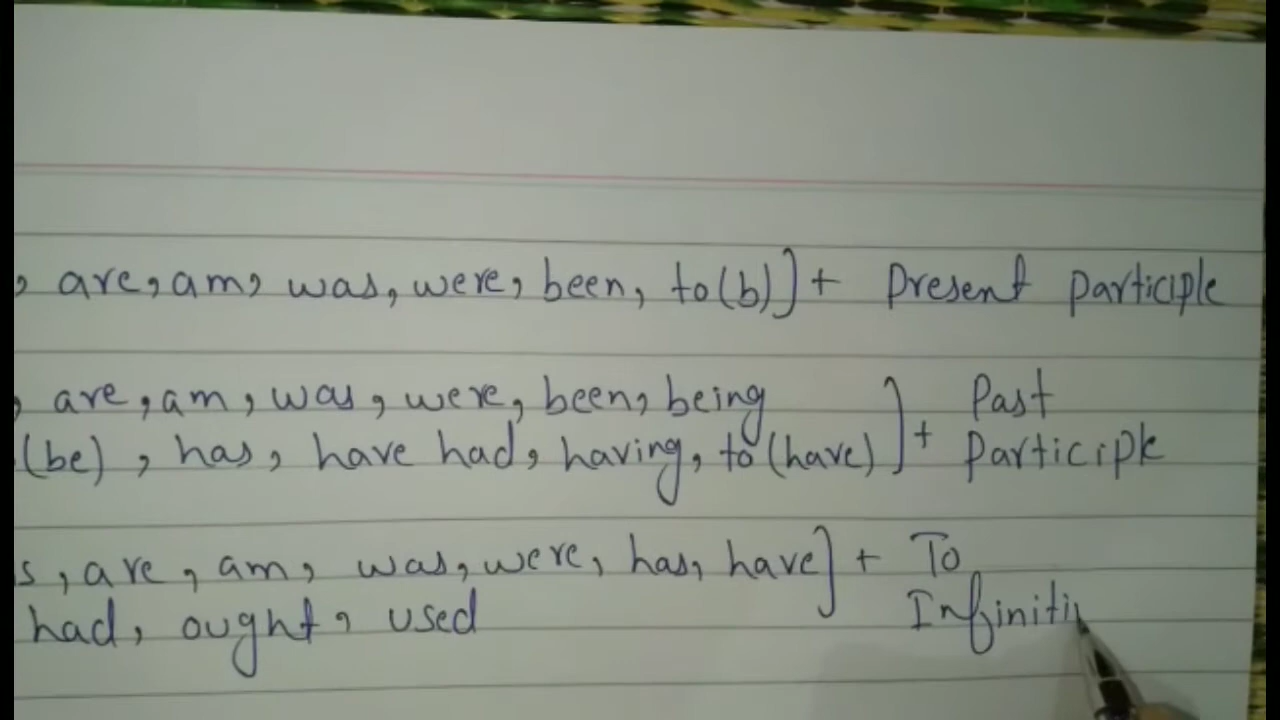 , are, am, was, were, been, to (b)] + Present participle
, are, am, was, were, been, being
(be), has, have had, having, to (have)] + Past Participle
s, are, am, was, were, has, have] + To
had, ought, used Infiniti